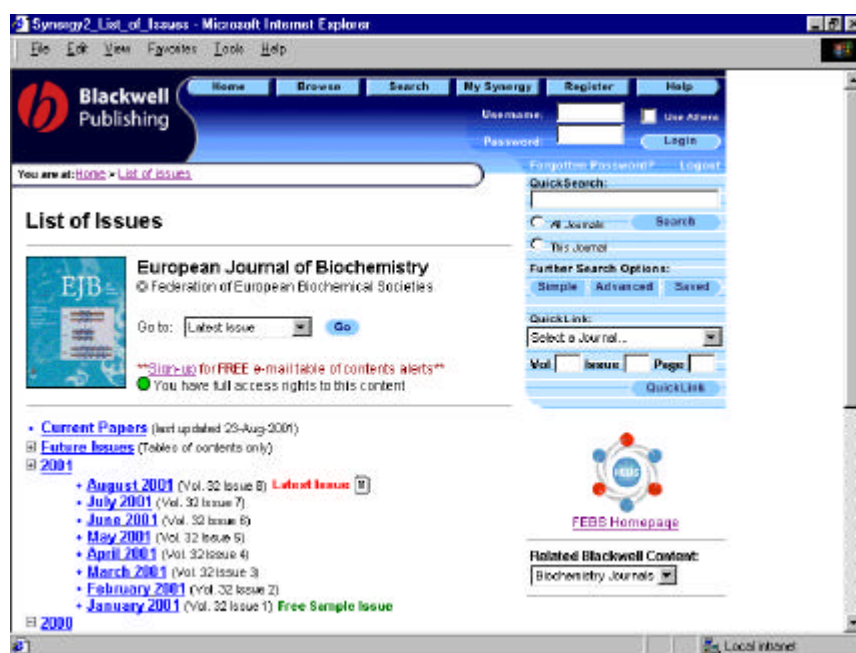 Synergy2_List_of_Issues - Microsoft Internet Explorer
File Edit View Favorites Tools Help
Blackwell
Publishing
Home Browse Search My Synergy Register Help
Username:
Use Athens
Password:
Login
Forgotten Password? Logout
You are at: Home > List of issues
QuickSearch:
All Journals Search
This Journal
Further Search Options:
Simple Advanced Saved
QuickLink:
Select a Journal...
Vol Issue Page
QuickLink
List of Issues
EJB
European Journal of Biochemistry
© Federation of European Biochemical Societies
Go to: Latest Issue Go
**Sign-up for FREE e-mail table of contents alerts**
You have full access rights to this content
Current Papers (last updated 23-Aug-2001)
Future Issues (Tables of contents only)
2001
August 2001 (Vol. 32 Issue 8) Latest Issue
July 2001 (Vol. 32 Issue 7)
June 2001 (Vol. 32 Issue 6)
May 2001 (Vol. 32 Issue 5)
April 2001 (Vol. 32 Issue 4)
March 2001 (Vol. 32 Issue 3)
February 2001 (Vol. 32 Issue 2)
January 2001 (Vol. 32 Issue 1) Free Sample Issue
2000
FEBS
FEBS Homepage
Related Blackwell Content:
Biochemistry Journals
Local intranet